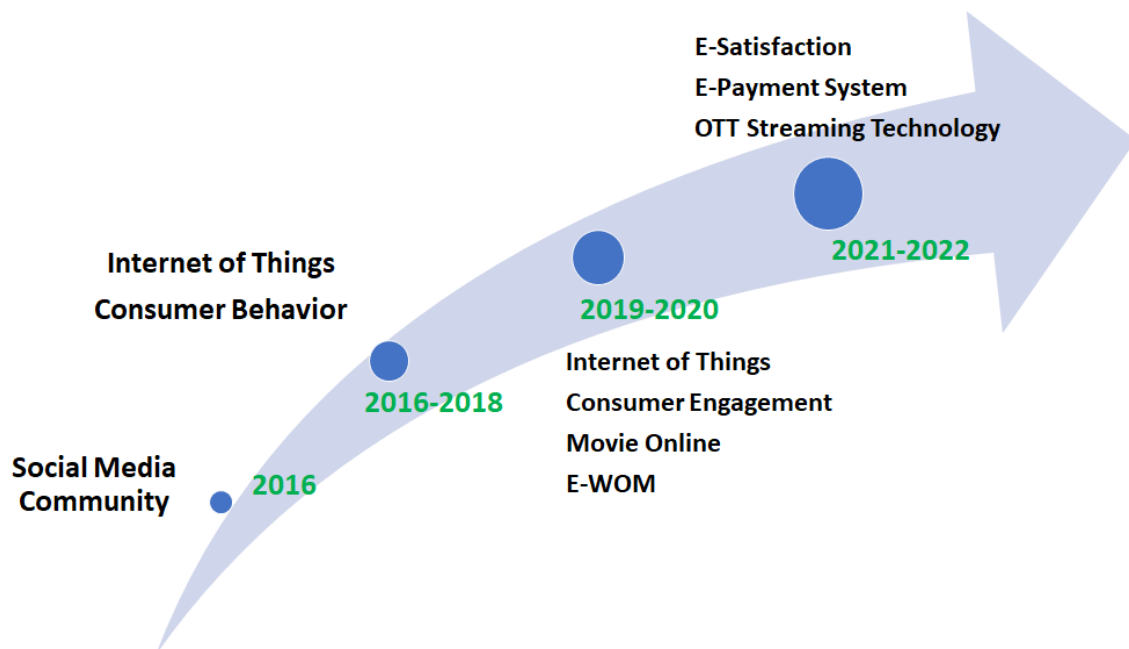 Social Media
Community
2016
Internet of Things
Consumer Behavior
2016-2018
2019-2020
Internet of Things
Consumer Engagement
Movie Online
E-WOM
E-Satisfaction
E-Payment System
OTT Streaming Technology
2021-2022